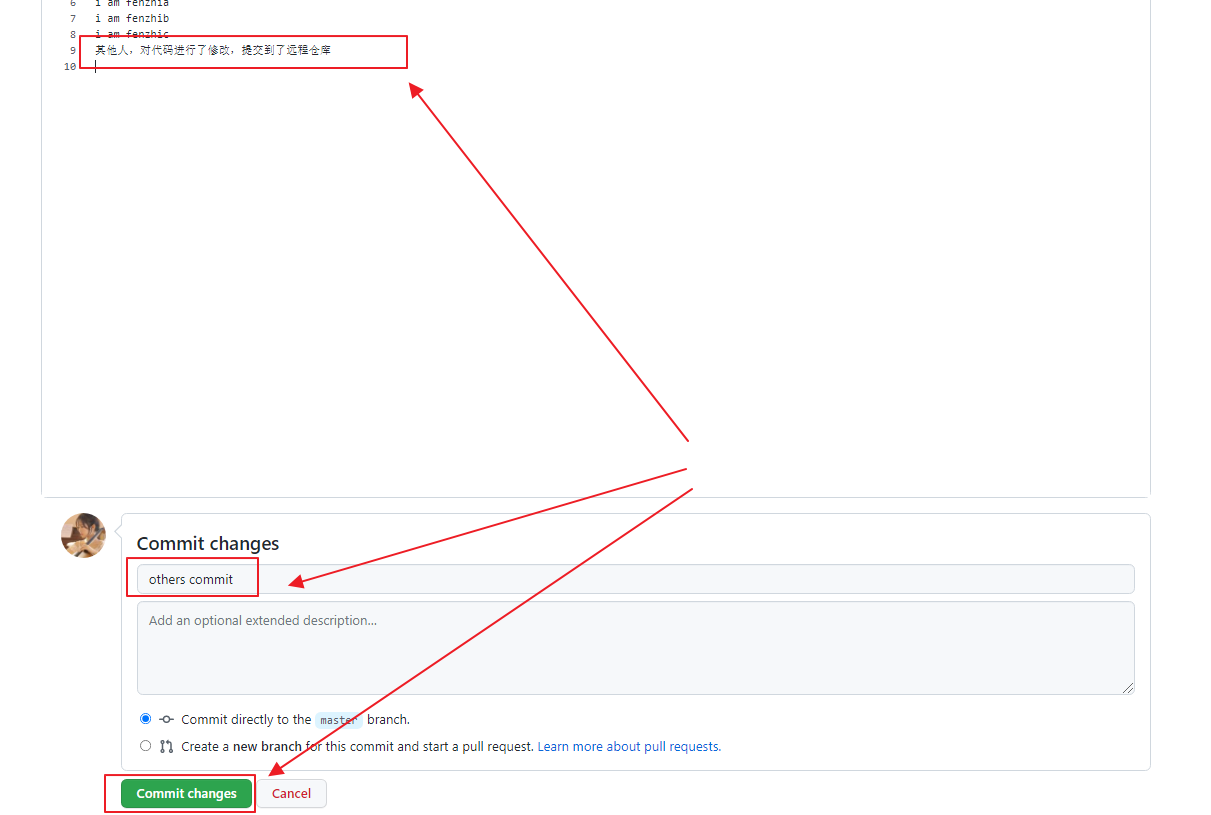 6 i am fenzhia
7 i am fenzhib
8 i am fenzhic
9 其他人，对代码进行了修改，提交到了远程仓库
10
Commit changes
others commit
Add an optional extended description...
Commit directly to the master branch.
Create a new branch for this commit and start a pull request. Learn more about pull requests.
Commit changes Cancel